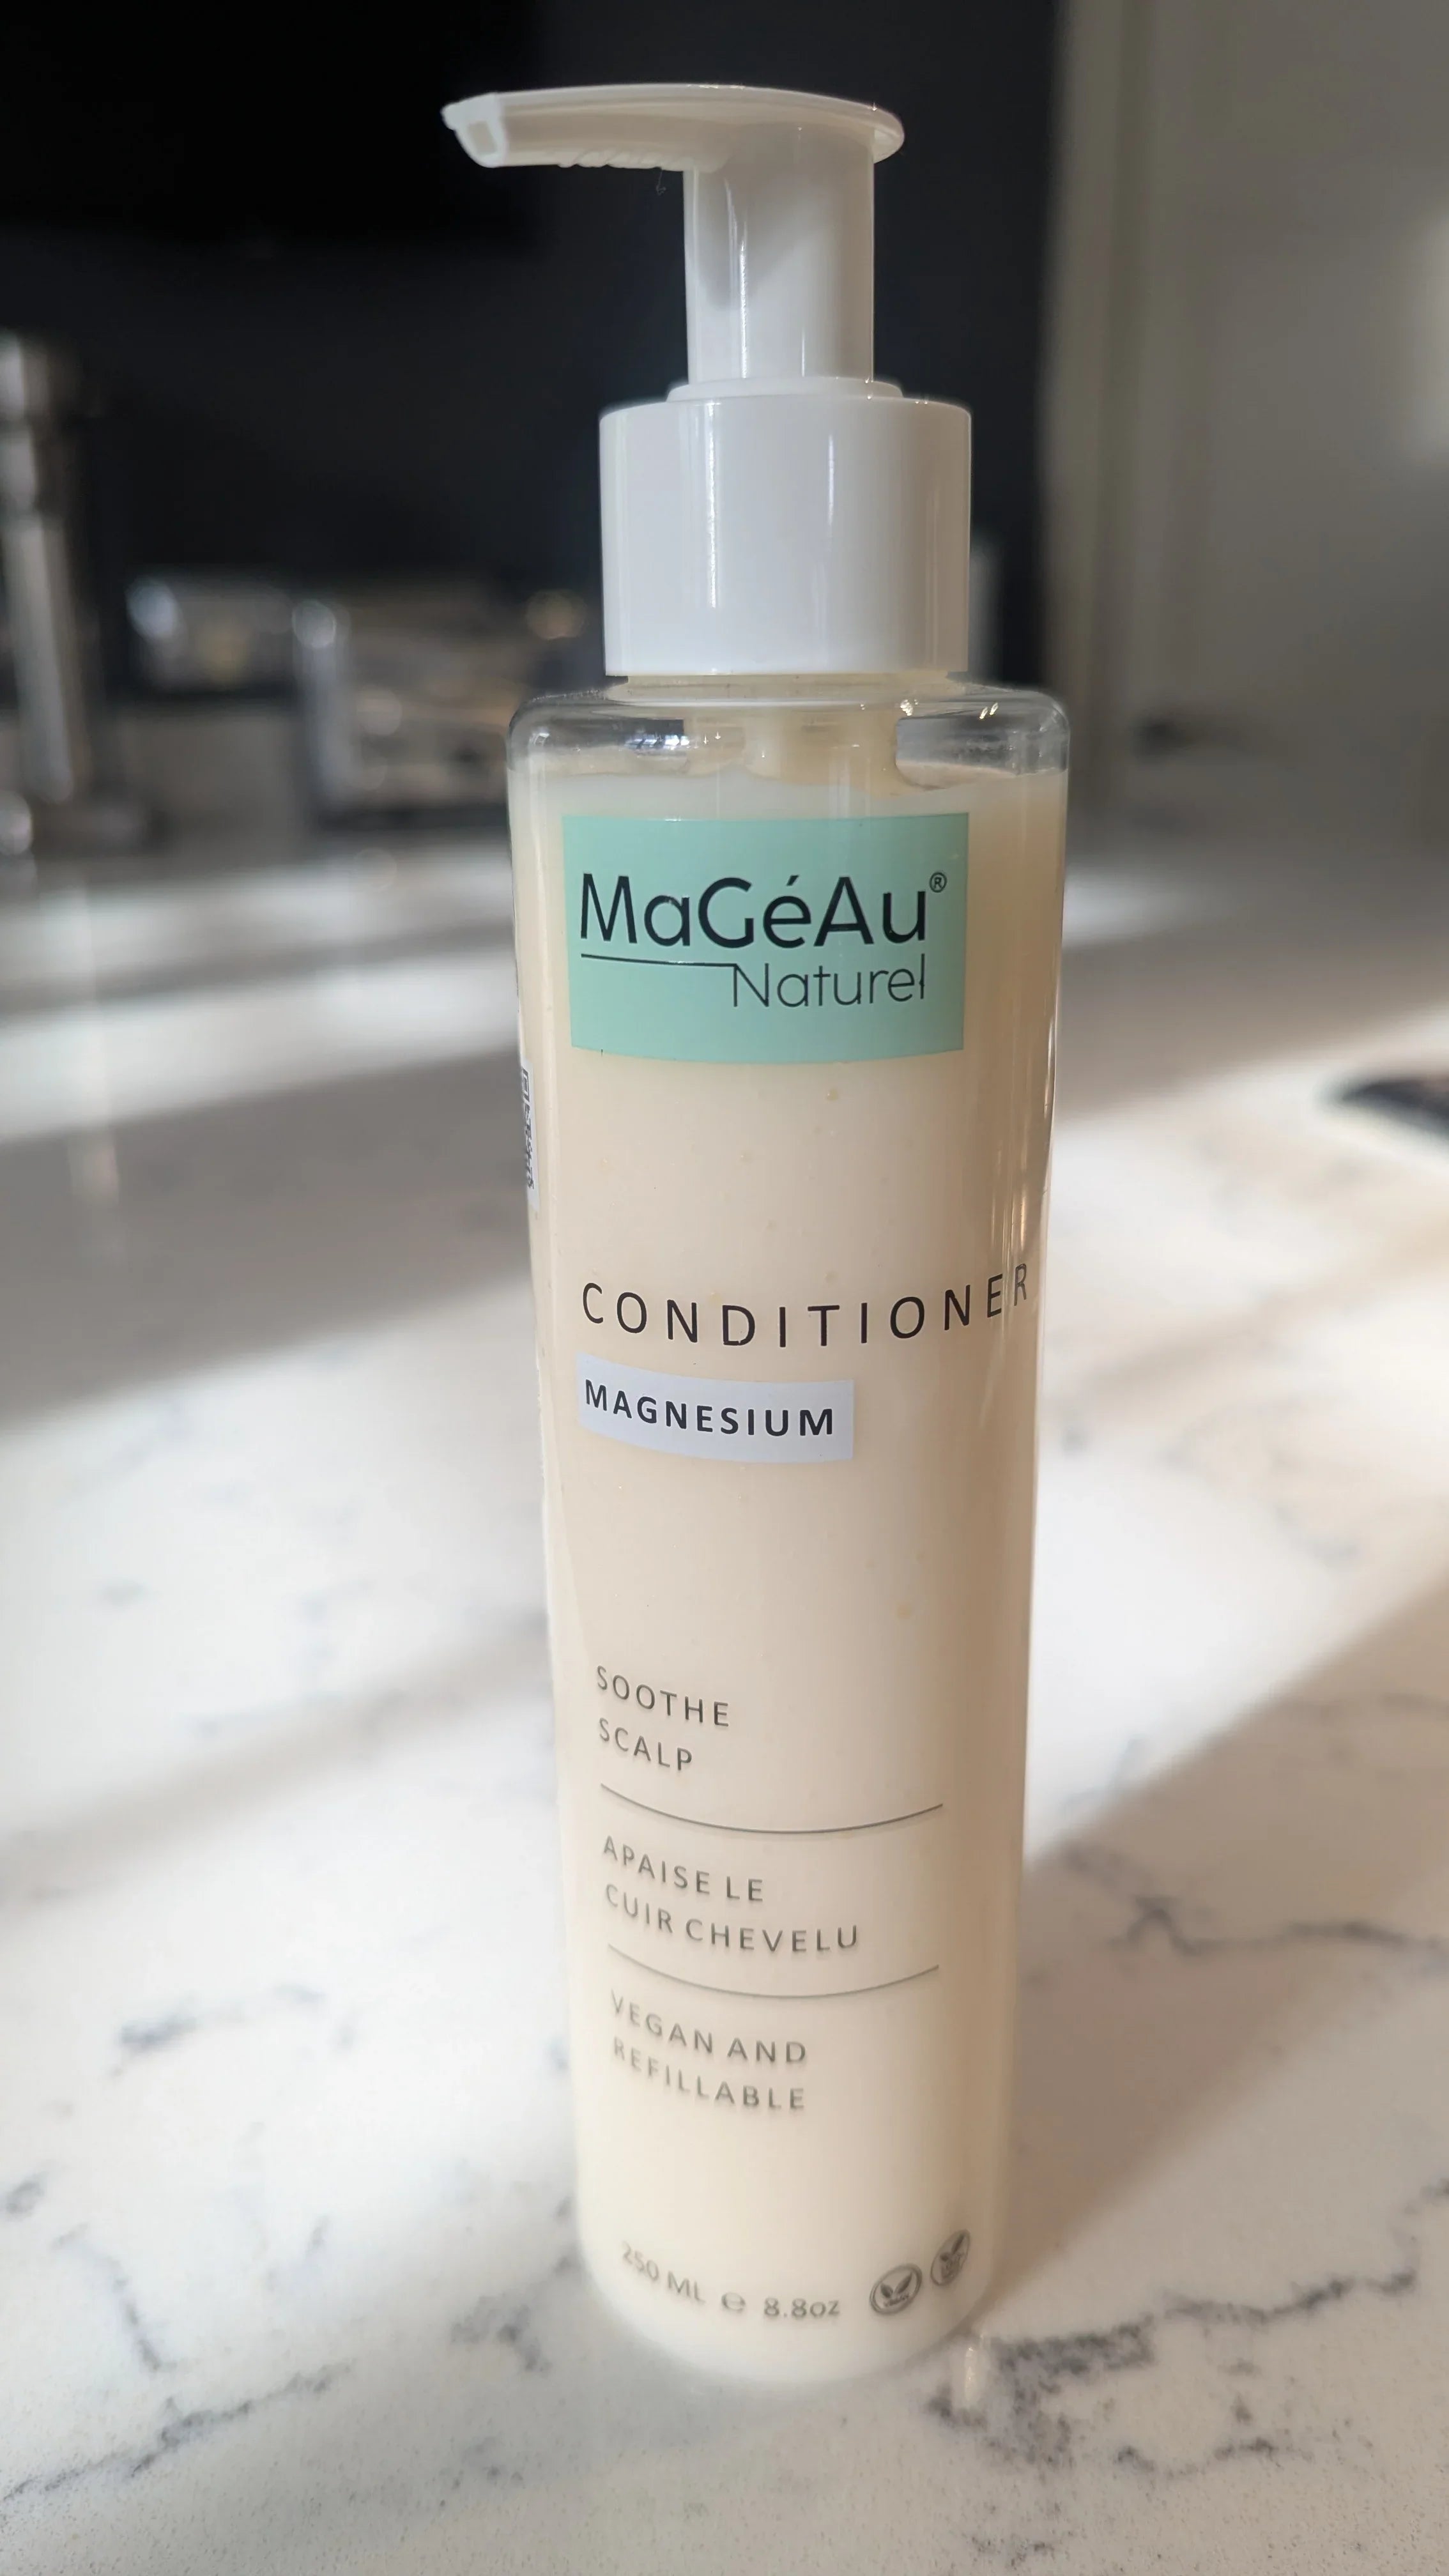 MaGéAu®
Naturel
CONDITIONER
MAGNESIUM
SOOTHE
SCALP
APAISE LE
CUIR CHEVELU
VEGAN AND
REFILLABLE
250 ML ℮ 8.8oz